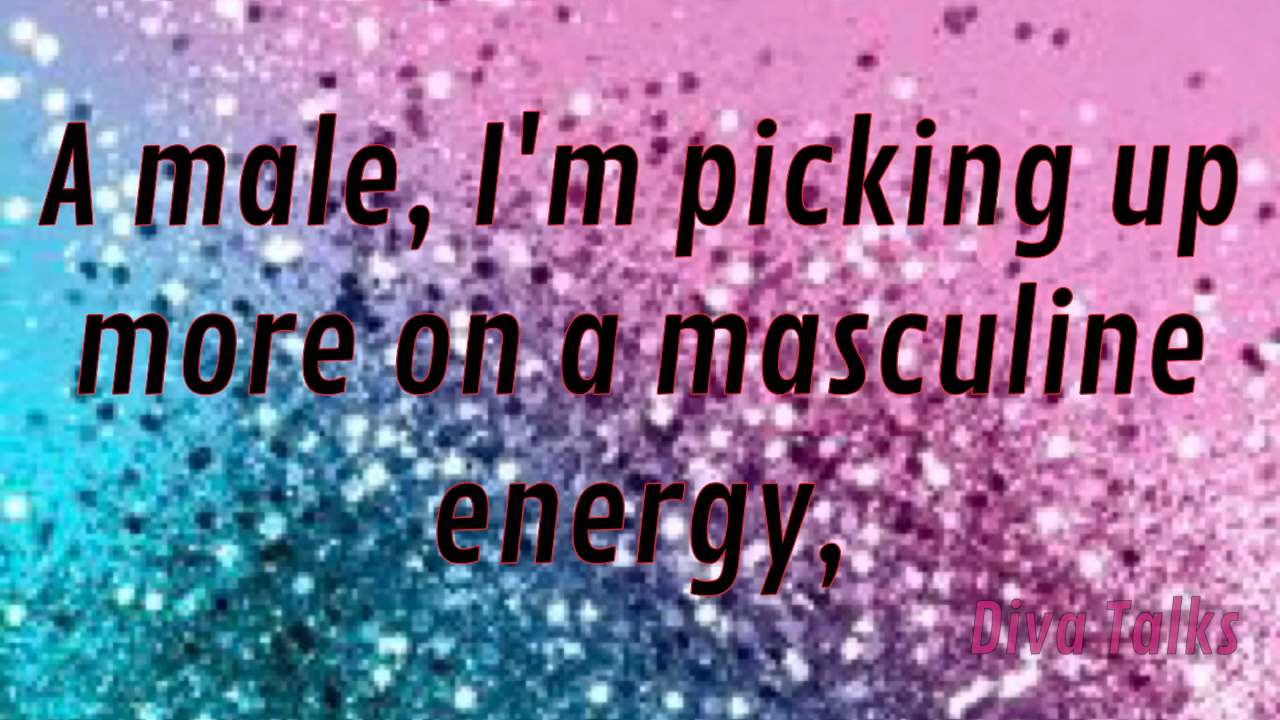 A male, I'm picking up
more on a masculine
energy,
Diva Talks